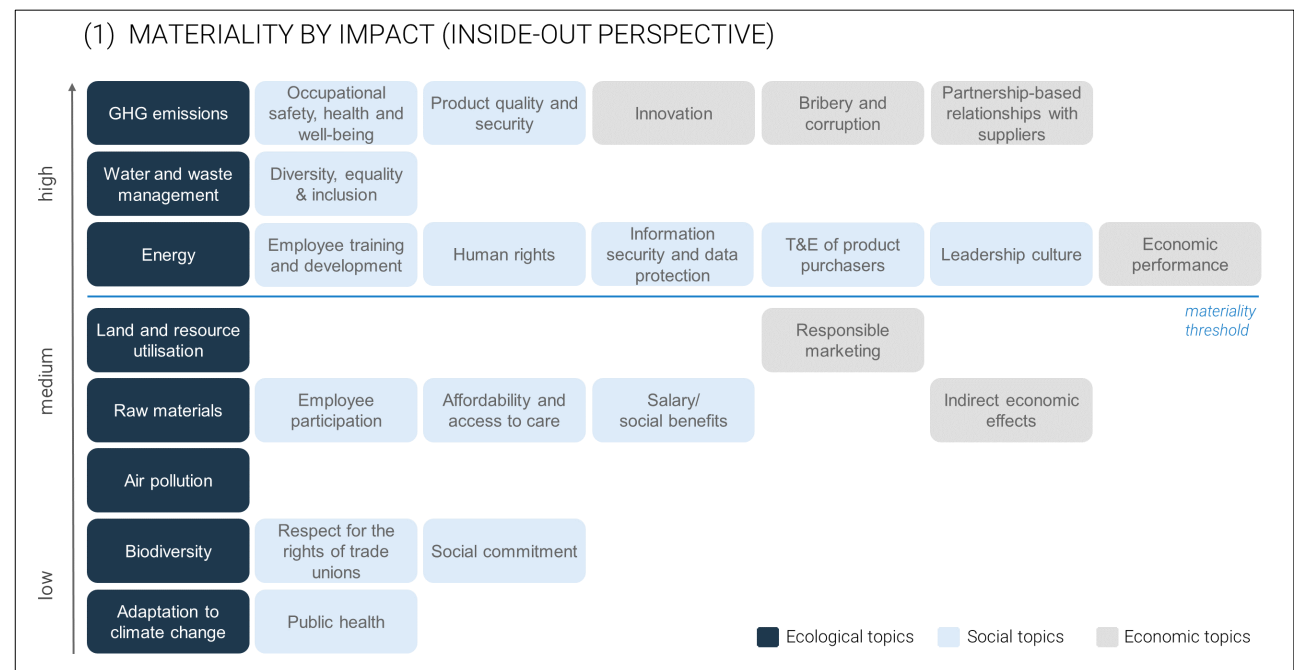 (1) MATERIALITY BY IMPACT (INSIDE-OUT PERSPECTIVE)
high
medium
low
GHG emissions
Occupational
safety, health and
well-being
Product quality and
security
Innovation
Bribery and
corruption
Partnership-based
relationships with
suppliers
Water and waste
management
Diversity, equality
& inclusion
Energy
Employee training
and development
Human rights
Information
security and data
protection
T&E of product
purchasers
Leadership culture
Economic
performance
materiality
threshold
Land and resource
utilisation
Responsible
marketing
Raw materials
Employee
participation
Affordability and
access to care
Salary/
social benefits
Indirect economic
effects
Air pollution
Biodiversity
Respect for the
rights of trade
unions
Social commitment
Adaptation to
climate change
Public health
Ecological topics
Social topics
Economic topics